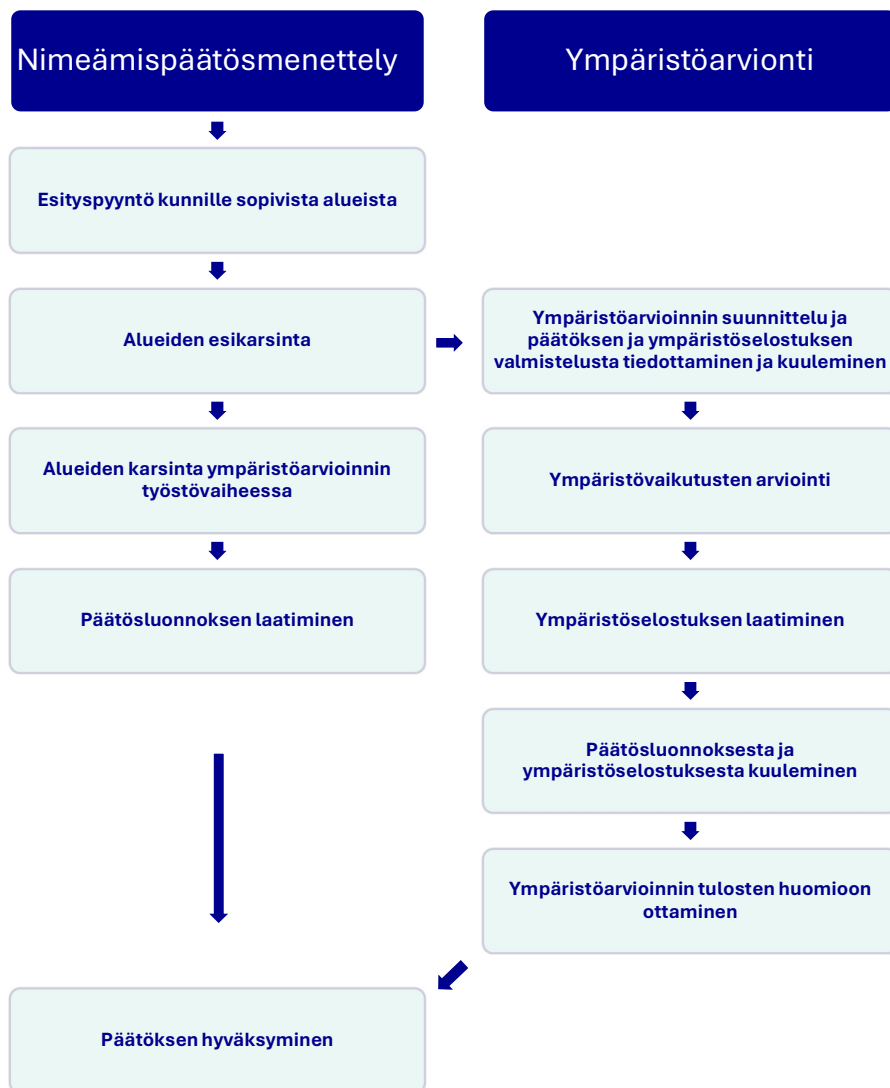 Nimeämispäätösmenettely
Ympäristöarvionti
Esityspyyntö kunnille sopivista alueista
Alueiden esikarsinta
Ympäristöarvioinnin suunnittelu ja
päätöksen ja ympäristöselostuksen
valmistelusta tiedottaminen ja kuuleminen
Alueiden karsinta ympäristöarvioinnin
työstövaiheessa
Ympäristövaikutusten arviointi
Päätösluonnoksen laatiminen
Ympäristöselostuksen laatiminen
Päätösluonnoksesta ja
ympäristöselostuksesta kuuleminen
Ympäristöarvioinnin tulosten huomioon
ottaminen
Päätöksen hyväksyminen